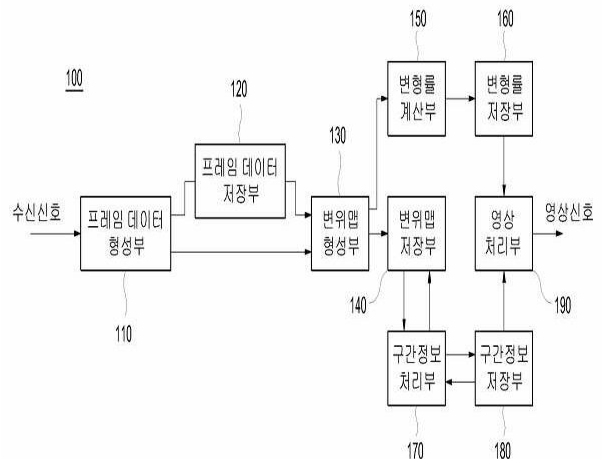 150
160
100
변형률
계산부
변형률
저장부
120
130
프레임 데이터
저장부
수신신호
프레임 데이터
형성부
변위맵
형성부
변위맵
저장부
영상
처리부
영상신호
110
140
190
구간정보
처리부
구간정보
저장부
170
180